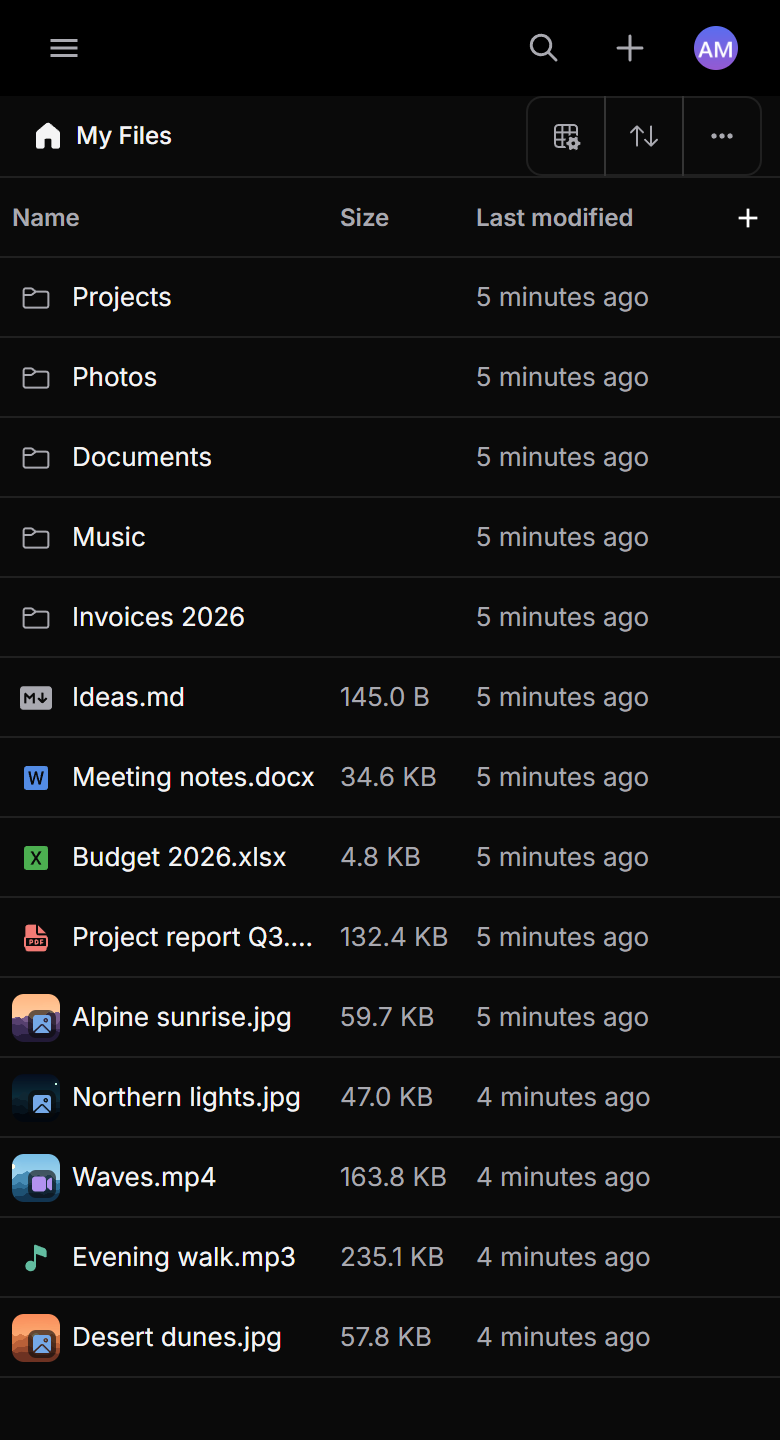 AM
My Files
Name Size Last modified
Projects 5 minutes ago
Photos 5 minutes ago
Documents 5 minutes ago
Music 5 minutes ago
Invoices 2026 5 minutes ago
M Ideas.md 145.0 B 5 minutes ago
W Meeting notes.docx 34.6 KB 5 minutes ago
X Budget 2026.xlsx 4.8 KB 5 minutes ago
PDF Project report Q3.... 132.4 KB 5 minutes ago
Alpine sunrise.jpg 59.7 KB 5 minutes ago
Northern lights.jpg 47.0 KB 4 minutes ago
Waves.mp4 163.8 KB 4 minutes ago
Evening walk.mp3 235.1 KB 4 minutes ago
Desert dunes.jpg 57.8 KB 4 minutes ago